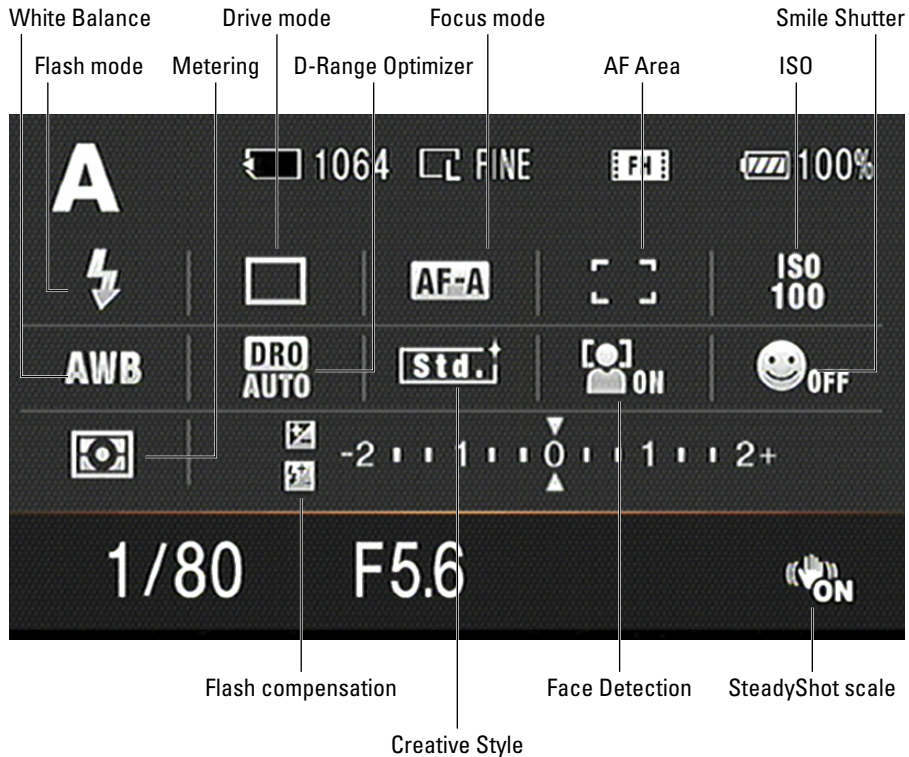 White Balance Drive mode Focus mode Smile Shutter
Flash mode Metering D-Range Optimizer AF Area ISO
A 1064 L FINE FH 100%
AF-A ISO
100
AWB DRO
AUTO Std. ON OFF
-2 1 0 1 2+
1/80 F5.6 ON
Flash compensation Face Detection SteadyShot scale
Creative Style